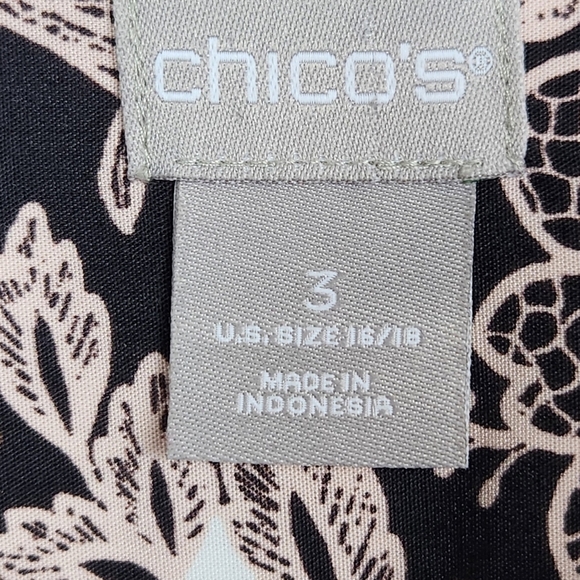 chico's®
3
U.S. SIZE 16/18
MADE IN
INDONESIA